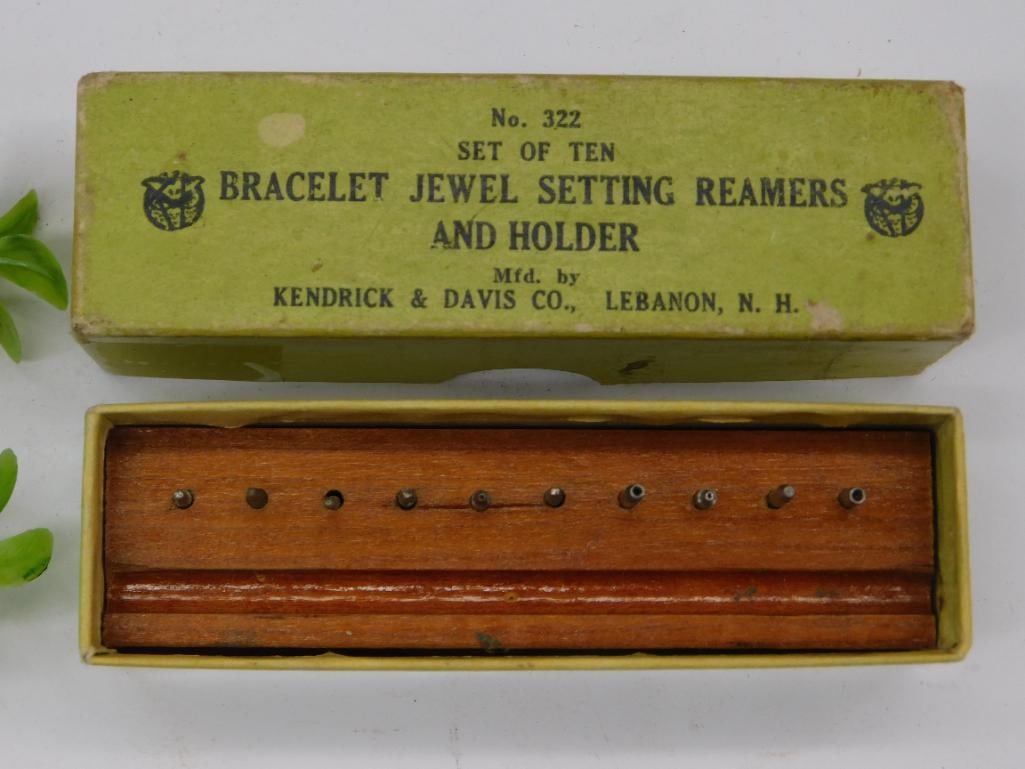 No. 322
SET OF TEN
BRACELET JEWEL SETTING REAMERS
AND HOLDER
Mfd. by
KENDRICK & DAVIS CO., LEBANON, N. H.